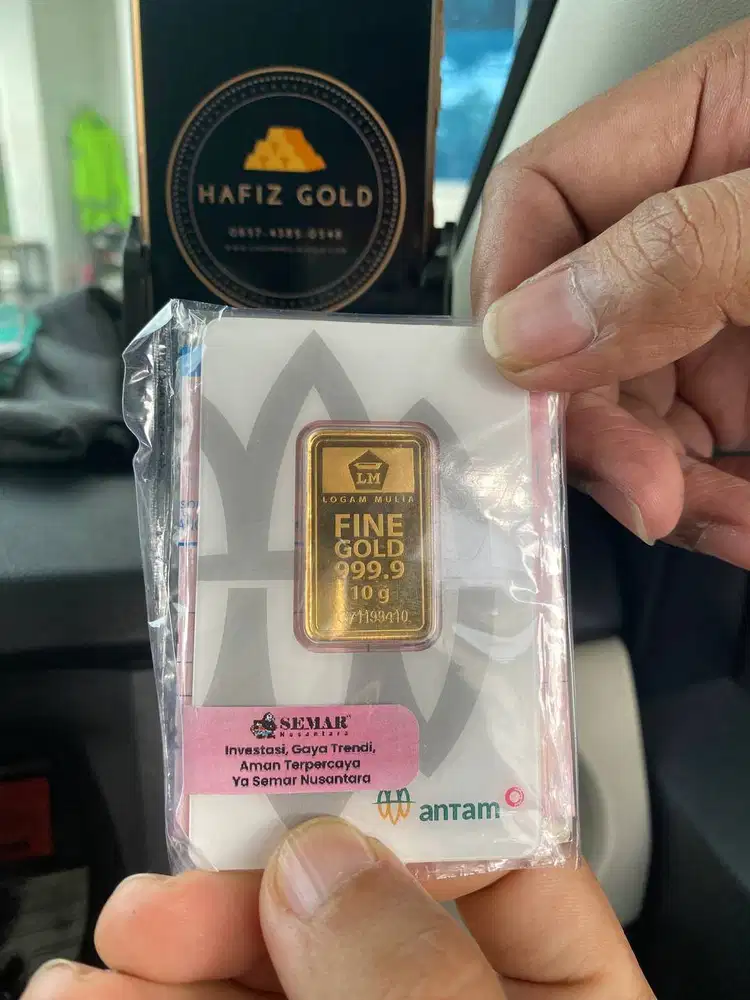 HAFIZ GOLD
LM
LOGAM MULIA
FINE
GOLD
999.9
10 g
SEMAR
Nusantara
Investasi, Gaya Trendi,
Aman Terpercaya
Ya Semar Nusantara
antam